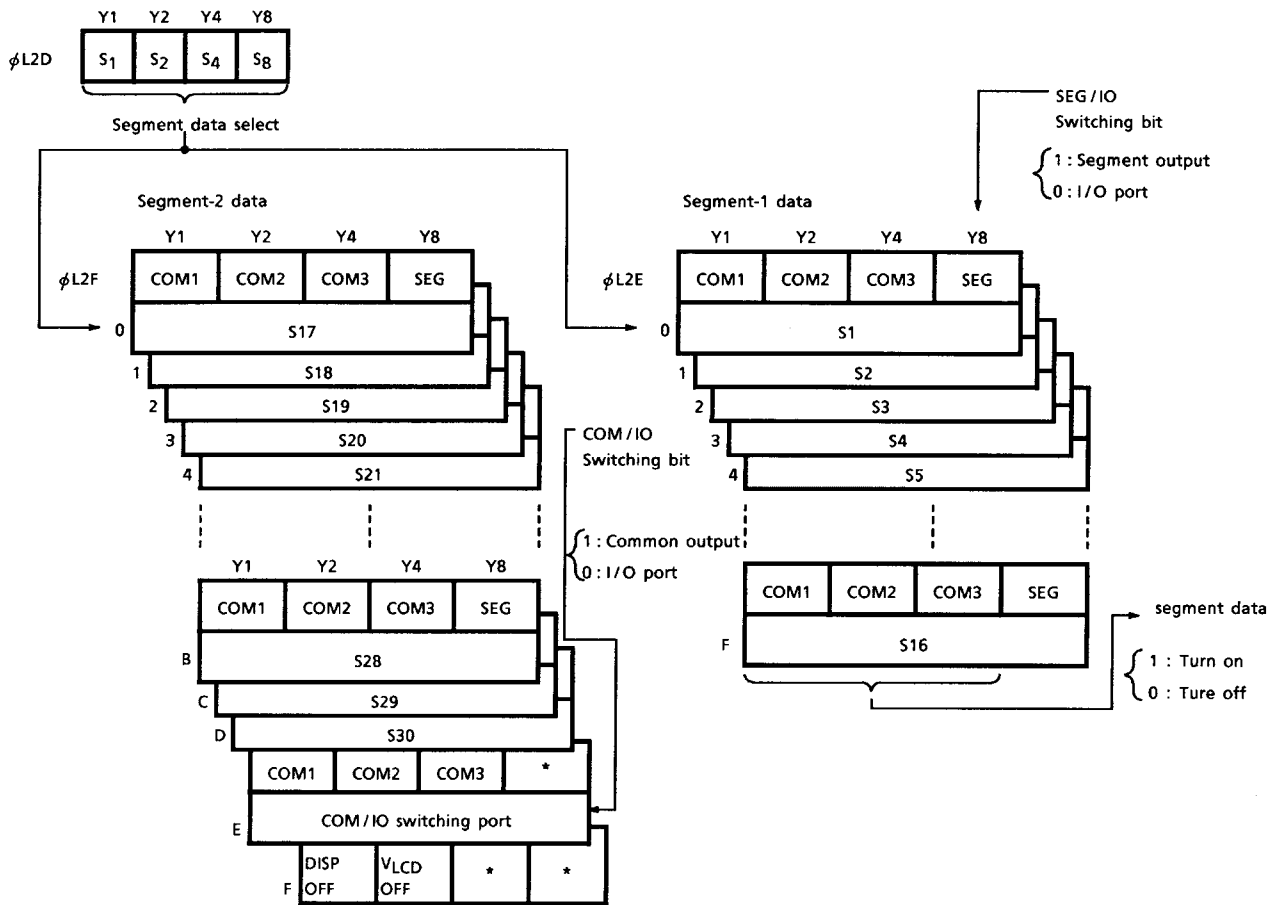 Y1 Y2 Y4 Y8
ϕL2D S1 S2 S4 S8
Segment data select
SEG/IO
Switching bit
1 : Segment output
0 : I/O port
Segment-2 data
Y1 Y2 Y4 Y8
ϕL2F COM1 COM2 COM3 SEG
0 S17
1 S18
2 S19
3 S20
4 S21
Segment-1 data
Y1 Y2 Y4 Y8
ϕL2E COM1 COM2 COM3 SEG
0 S1
1 S2
2 S3
3 S4
4 S5
COM/IO
Switching bit
1 : Common output
0 : I/O port
Y1 Y2 Y4 Y8
COM1 COM2 COM3 SEG
B S28
C S29
D S30
COM1 COM2 COM3 *
E COM/IO switching port
F DISP OFF VLCD OFF * *
COM1 COM2 COM3 SEG
F S16
segment data
1 : Turn on
0 : Ture off